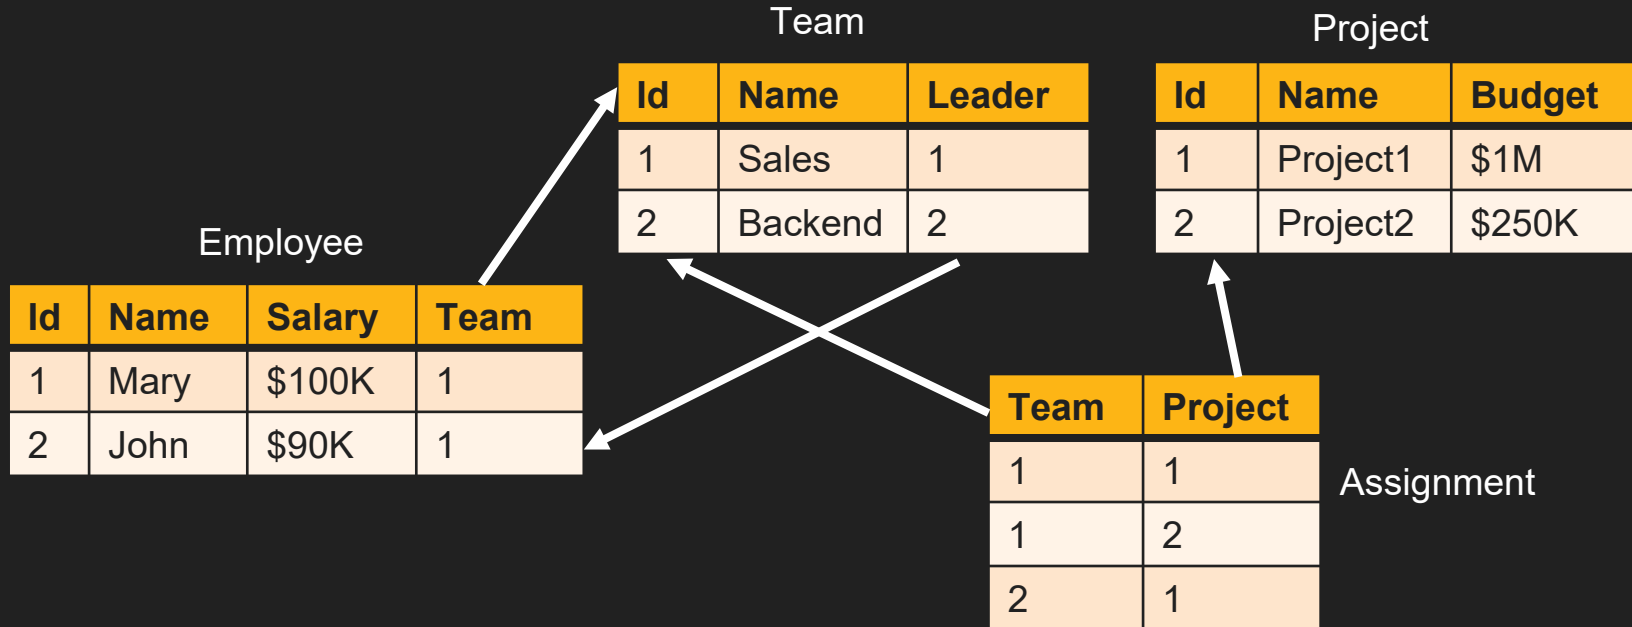 Team
Id Name Leader
1 Sales 1
2 Backend 2
Project
Id Name Budget
1 Project1 $1M
2 Project2 $250K
Employee
Id Name Salary Team
1 Mary $100K 1
2 John $90K 1
Team Project
1 1
1 2
2 1
Assignment